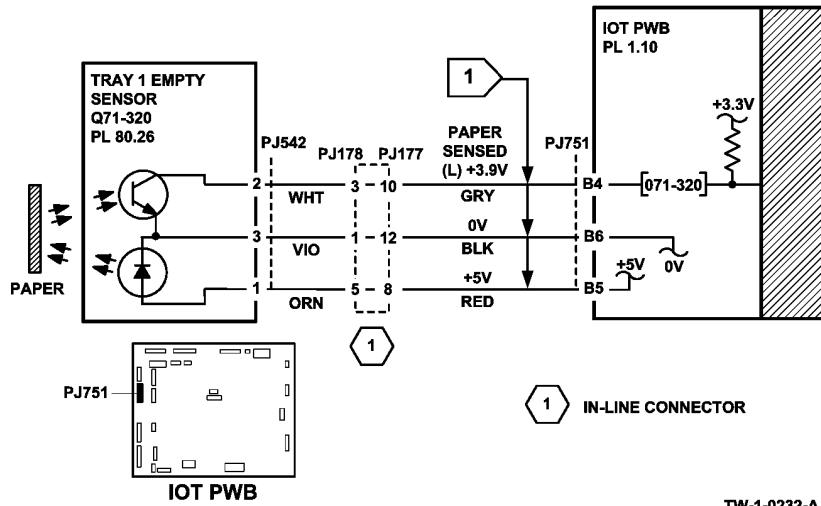 TRAY 1 EMPTY
SENSOR
Q71-320
PL 80.26
PJ542
PJ178
PJ177
1
PAPER
SENSED
(L) +3.9V
PJ751
IOT PWB
PL 1.10
+3.3V
2
WHT
3
10
GRY
B4
071-320
3
VIO
1
12
0V
BLK
B6
0V
1
ORN
5
8
+5V
RED
B5
+5V
PAPER
1
1
IN-LINE CONNECTOR
PJ751
IOT PWB
TW-1-0232-A